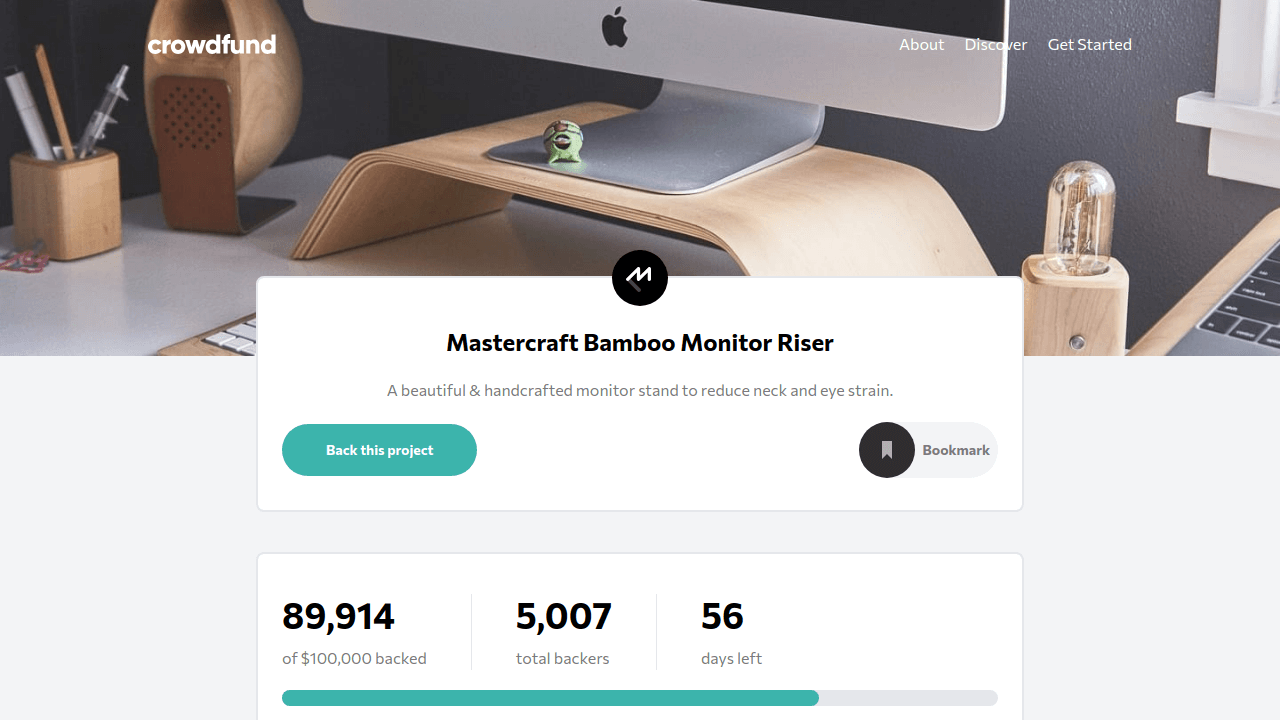 crowdfund
About Discover Get Started
Mastercraft Bamboo Monitor Riser
A beautiful & handcrafted monitor stand to reduce neck and eye strain.
Back this project
Bookmark
89,914 5,007 56
of $100,000 backed total backers days left